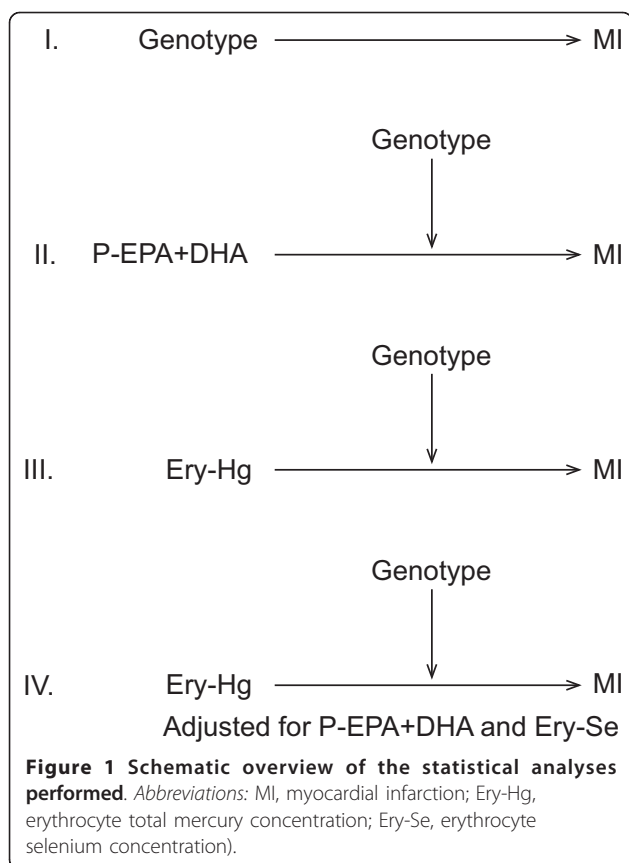 I. Genotype MI
Genotype
II. P-EPA+DHA MI
Genotype
III. Ery-Hg MI
Genotype
IV. Ery-Hg MI
Adjusted for P-EPA+DHA and Ery-Se
Figure 1 Schematic overview of the statistical analyses
performed. Abbreviations: MI, myocardial infarction; Ery-Hg,
erythrocyte total mercury concentration; Ery-Se, erythrocyte
selenium concentration).